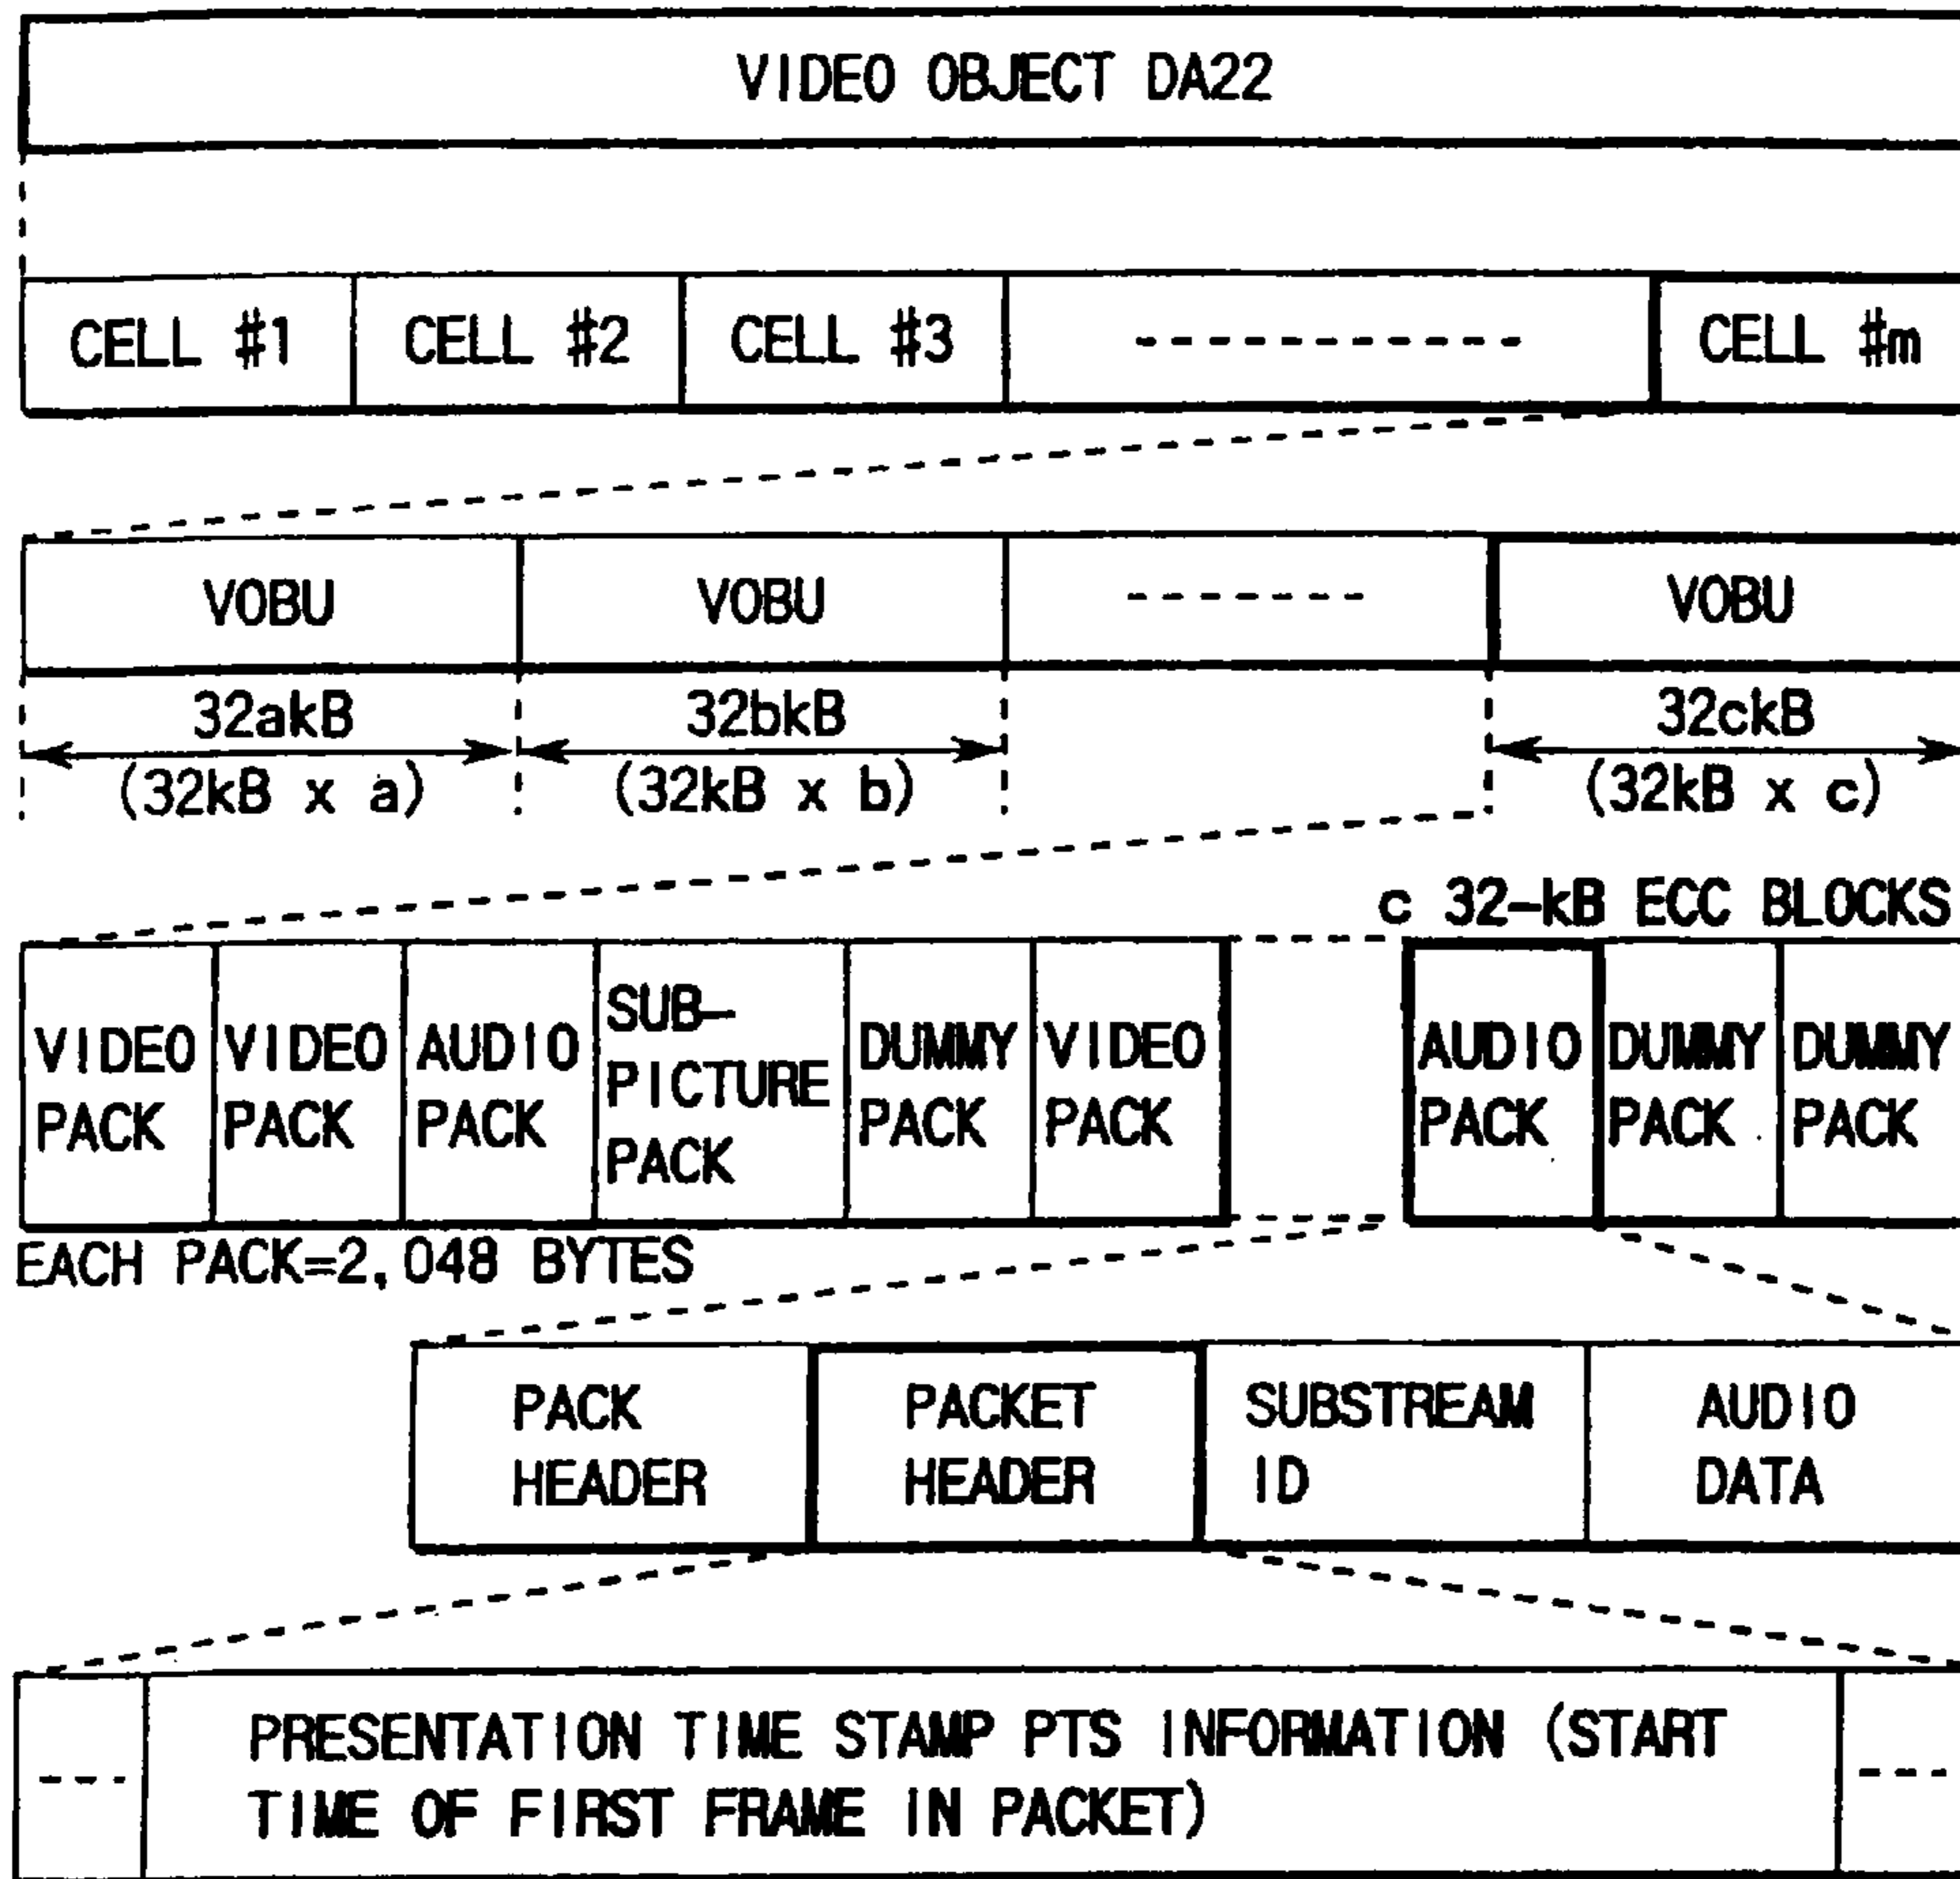 VIDEO OBJECT DA22
CELL #1 CELL #2 CELL #3 ------------ CELL #m
VOBU VOBU -------- VOBU
32akB 32bkB 32ckB
(32kB x a) (32kB x b) (32kB x c)
c 32-kB ECC BLOCKS
VIDEO PACK
VIDEO PACK
AUDIO PACK
SUB-
PICTURE
PACK
DUMMY PACK
VIDEO PACK
AUDIO PACK
DUMMY PACK
DUMMY PACK
EACH PACK=2,048 BYTES
PACK
HEADER
PACKET
HEADER
SUBSTREAM
ID
AUDIO
DATA
--- PRESENTATION TIME STAMP PTS INFORMATION (START
TIME OF FIRST FRAME IN PACKET) ----